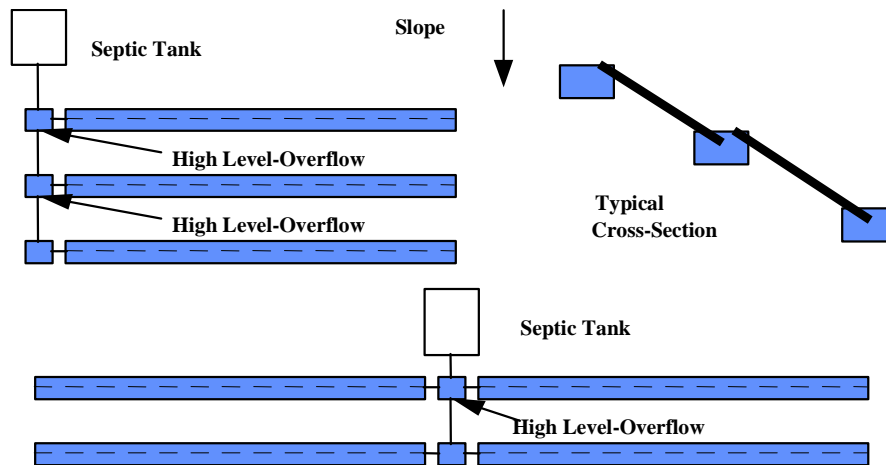 Septic Tank
Slope
High Level-Overflow
High Level-Overflow
Typical
Cross-Section
Septic Tank
High Level-Overflow